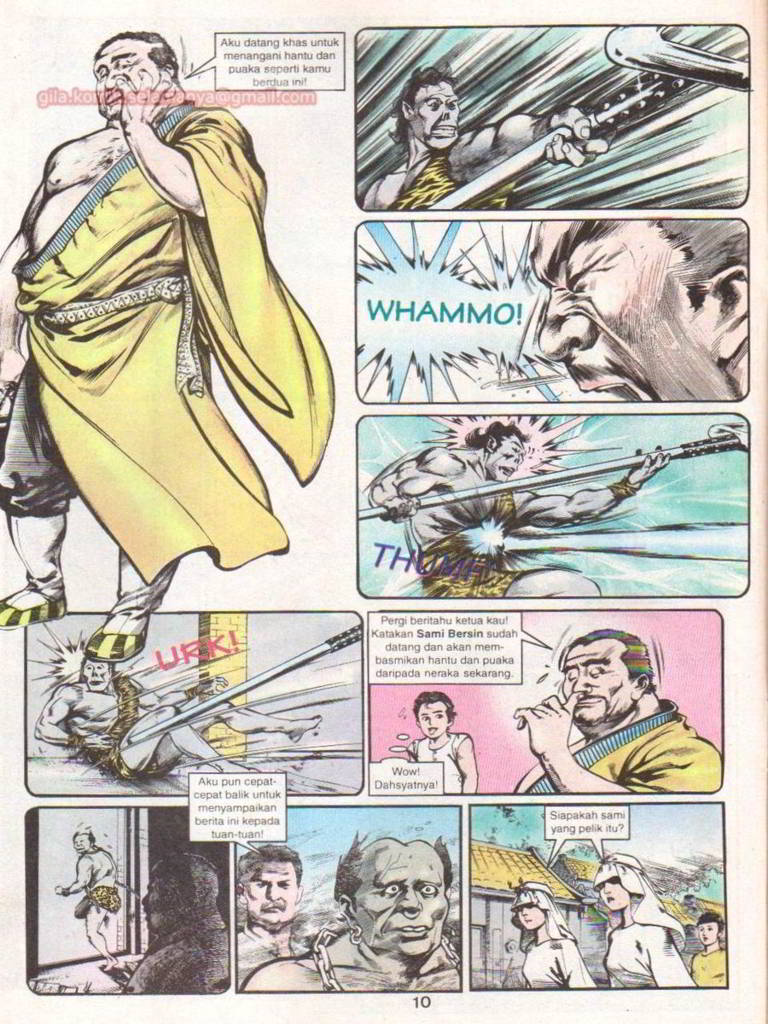 Aku datang khas untuk
menangani hantu dan
puaka seperti kamu
berdua ini!
WHAMMO!
THUMP!
URK!
Pergi beritahu ketua kau!
Katakan Sami Bersin sudah
datang dan akan mem-
basmikan hantu dan puaka
daripada neraka sekarang.
Wow!
Dahsyatnya!
Aku pun cepat-
cepat balik untuk
menyampaikan
berita ini kepada
tuan-tuan!
Siapakah sami
yang pelik itu?
10